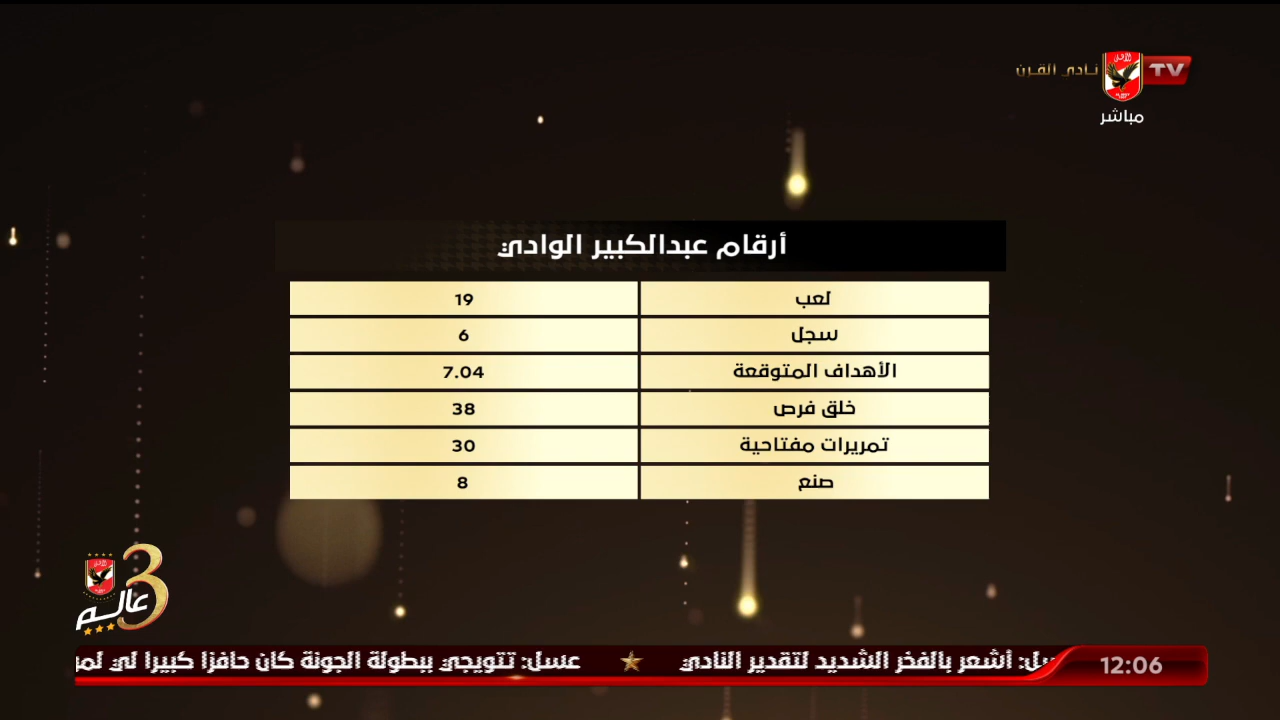 نادي القرن
TV
مباشر
أرقام عبدالكبير الوادي
لعب 19
سجل 6
الأهداف المتوقعة 7.04
خلق فرص 38
تمريرات مفتاحية 30
صنع 8
3 عالم
12:06 سل: أشعر بالفخر الشديد لتقدير النادي عسل: تتويجي ببطولة الجونة كان حافزا كبيرا لي